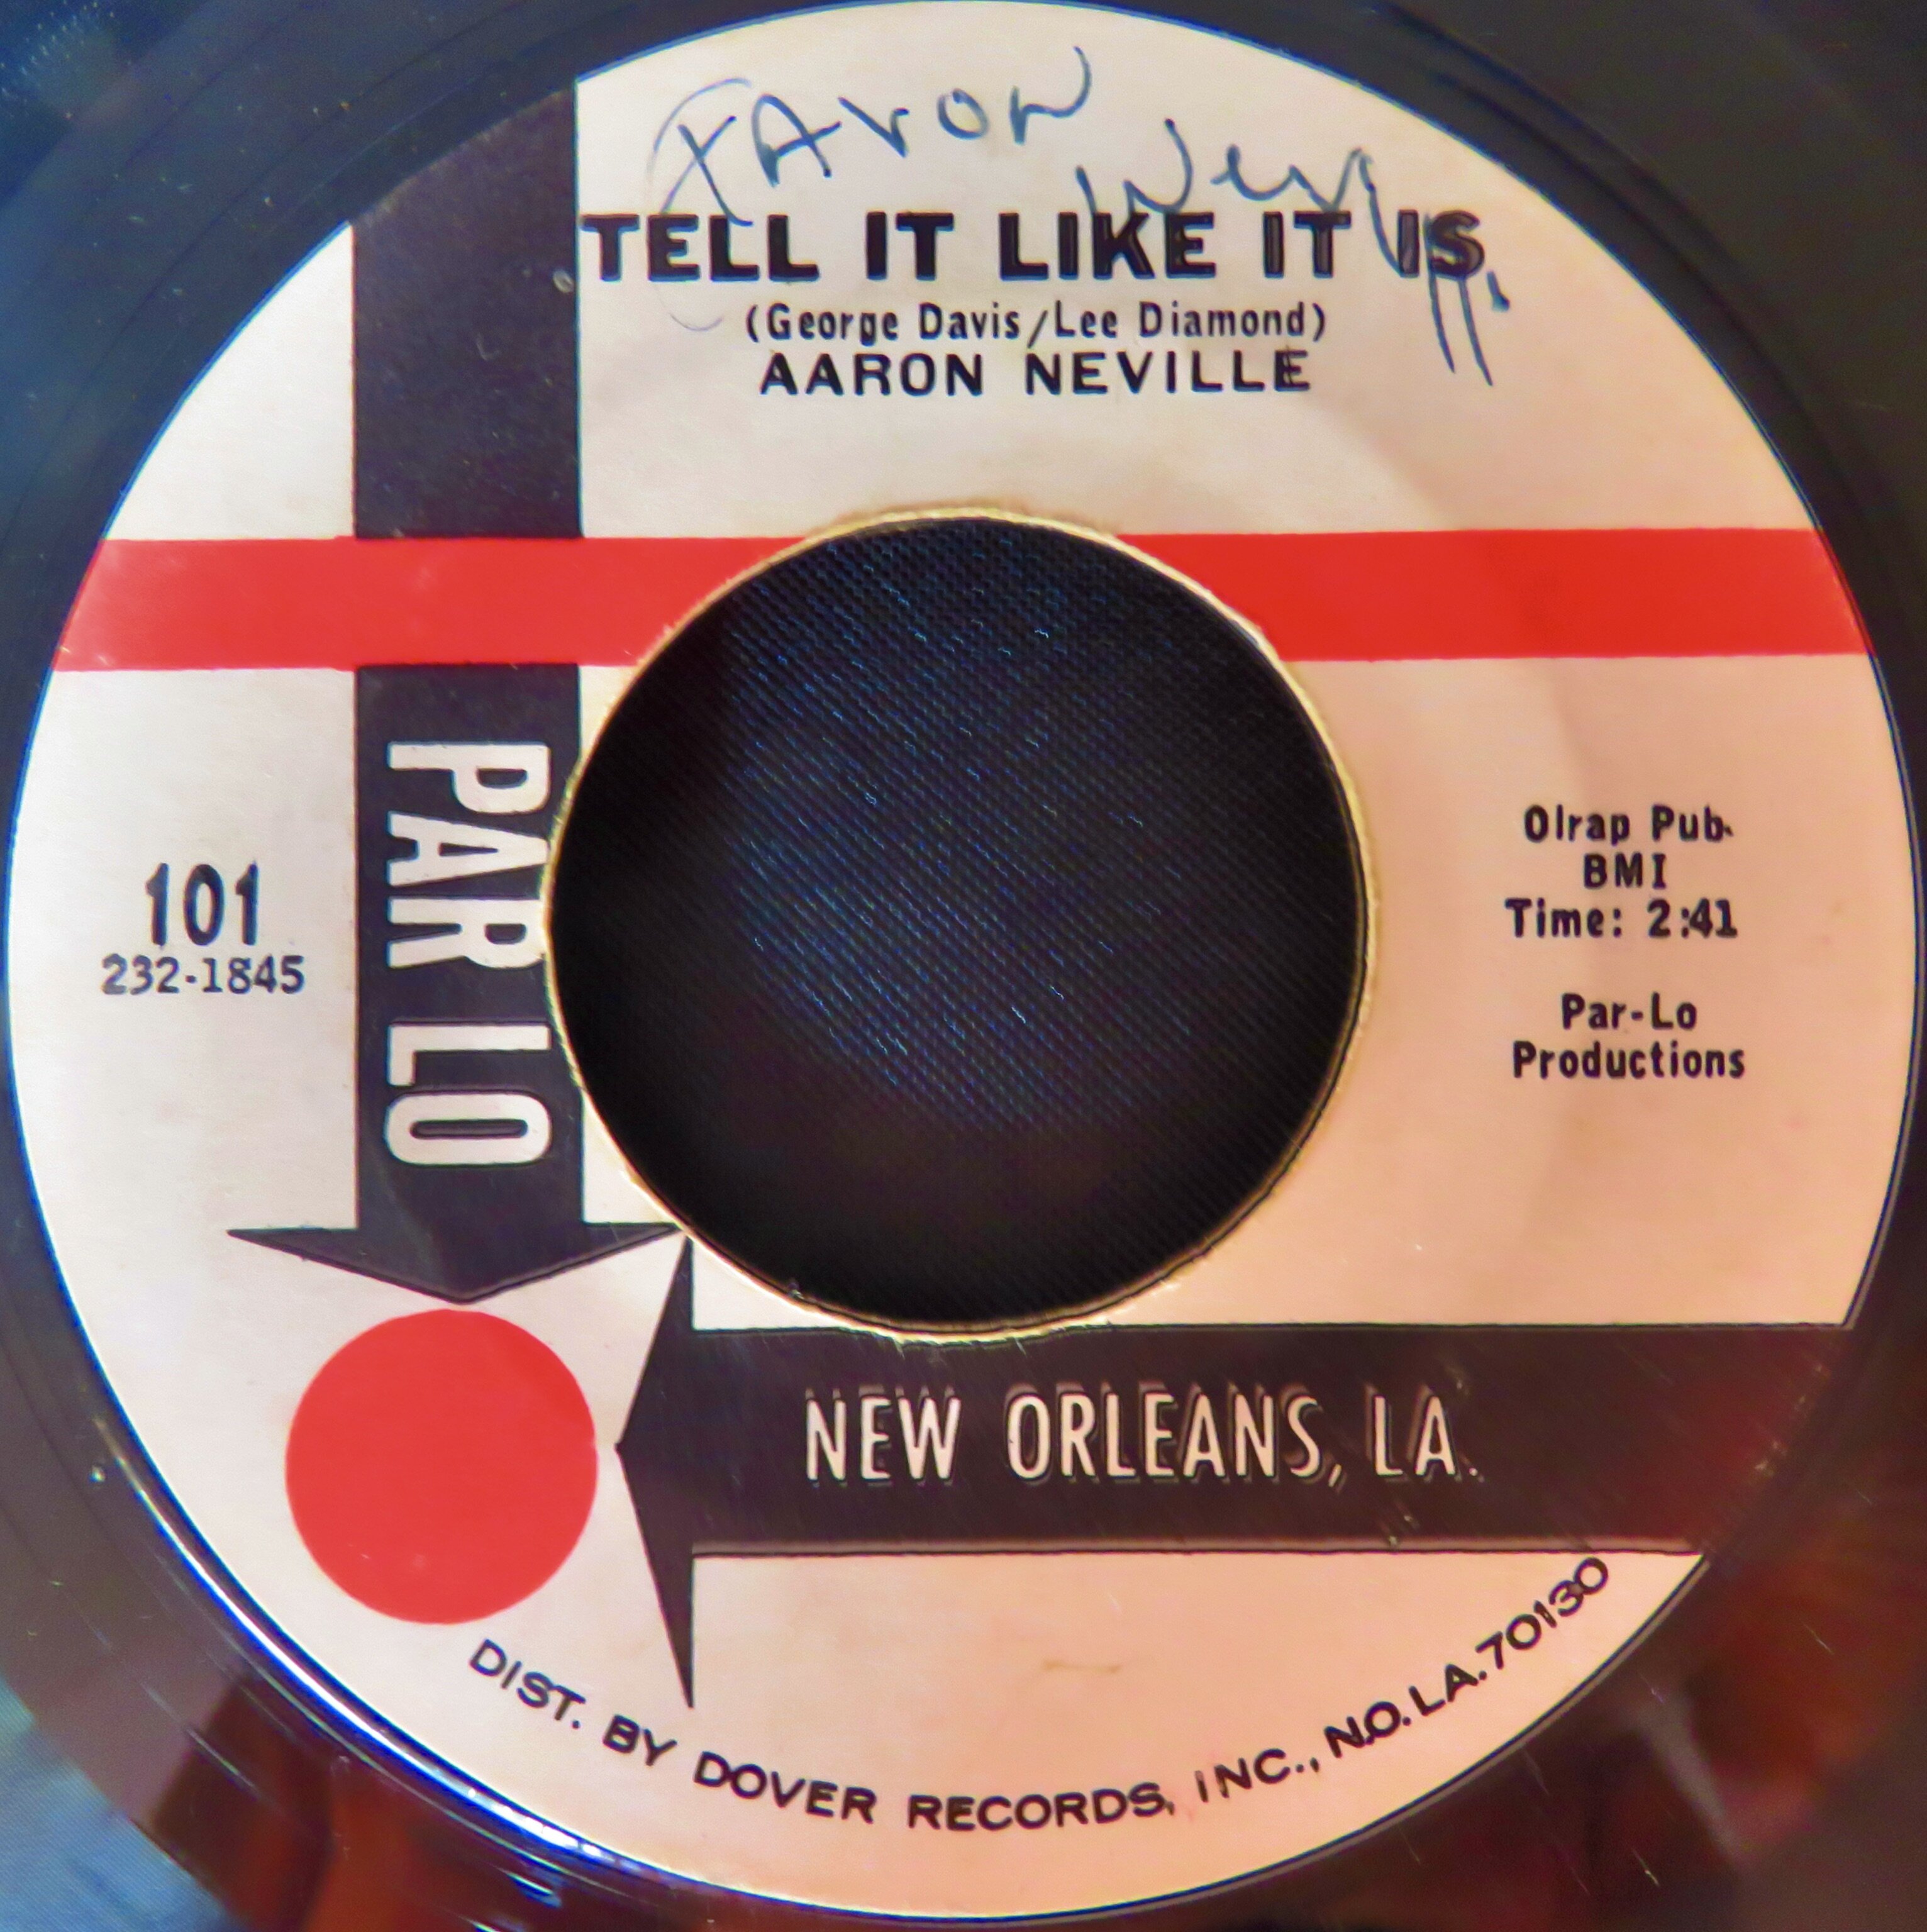 TELL IT LIKE IT IS
(George Davis/Lee Diamond)
AARON NEVILLE
PAR LO
101
232-1845
Olrap Pub.
BMI
Time: 2:41
Par-Lo
Productions
NEW ORLEANS, LA.
DIST. BY DOVER RECORDS, INC., N.O. LA. 70130